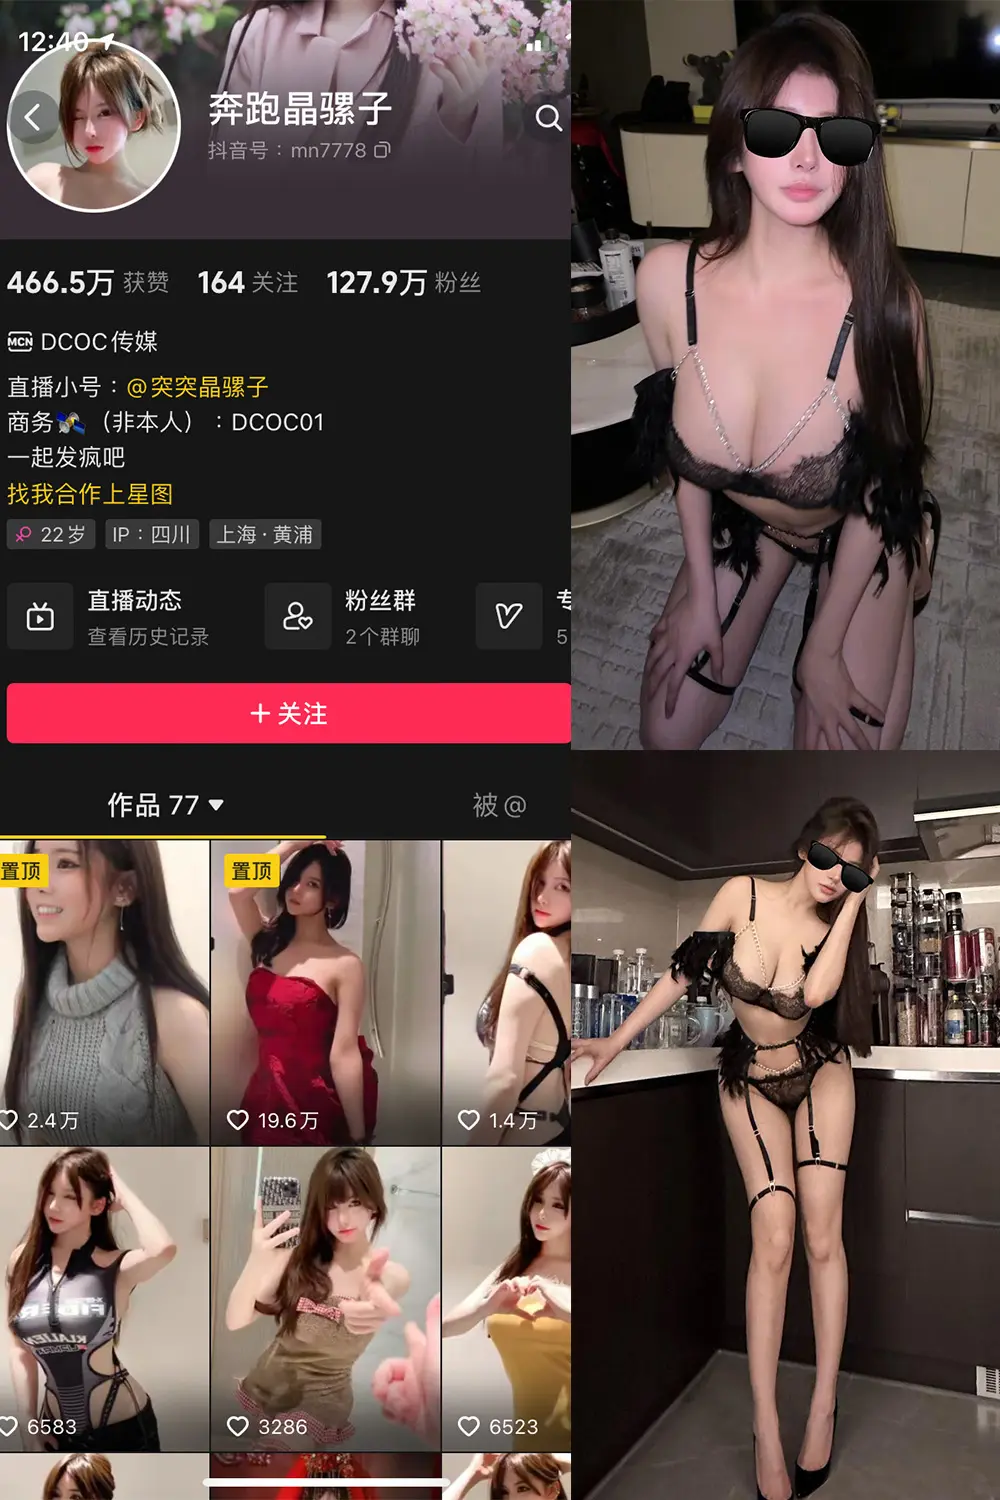 12:40
奔跑晶骡子
抖音号：mn7778
466.5万 获赞 164 关注 127.9万 粉丝
MCN DCOC传媒
直播小号：@突突晶骡子
商务（非本人）：DCOC01
一起发疯吧
找我合作上星图
22岁 IP：四川 上海·黄浦
直播动态 粉丝群
查看历史记录 2个群聊 5
+ 关注
作品 77 被@
置顶 置顶
2.4万 19.6万 1.4万
6583 3286 6523